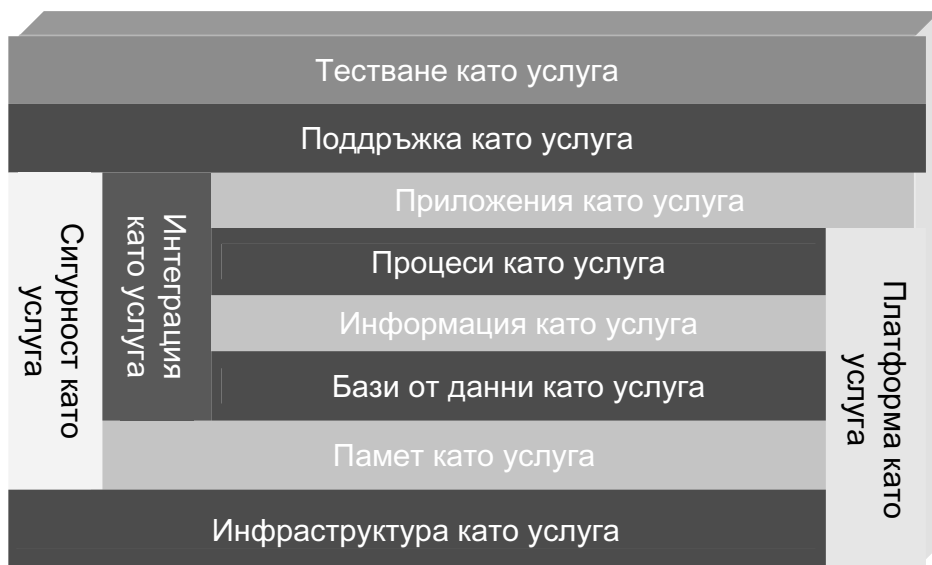 Тестване като услуга
Поддръжка като услуга
Приложения като услуга
Сигурност като
услуга
Интеграция
като услуга
Процеси като услуга
Информация като услуга
Бази от данни като услуга
Памет като услуга
Платформа като
услуга
Инфраструктура като услуга